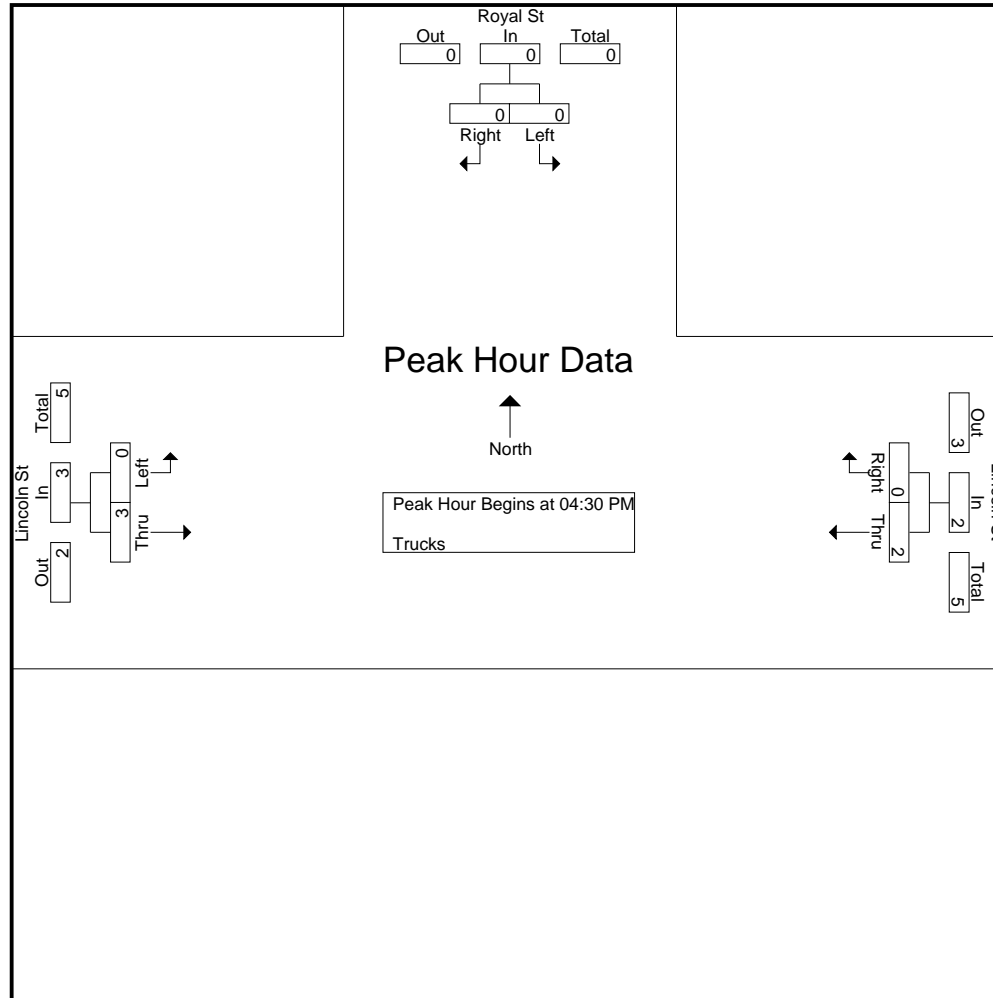 Royal St
Out In Total
0 0 0
0 0
Right Left
Peak Hour Data
North
Peak Hour Begins at 04:30 PM
Trucks
Lincoln St
Total In Out
5 3 2
0 3
Left Thru
Right Thru
0 2
Out In Total
3 2 5